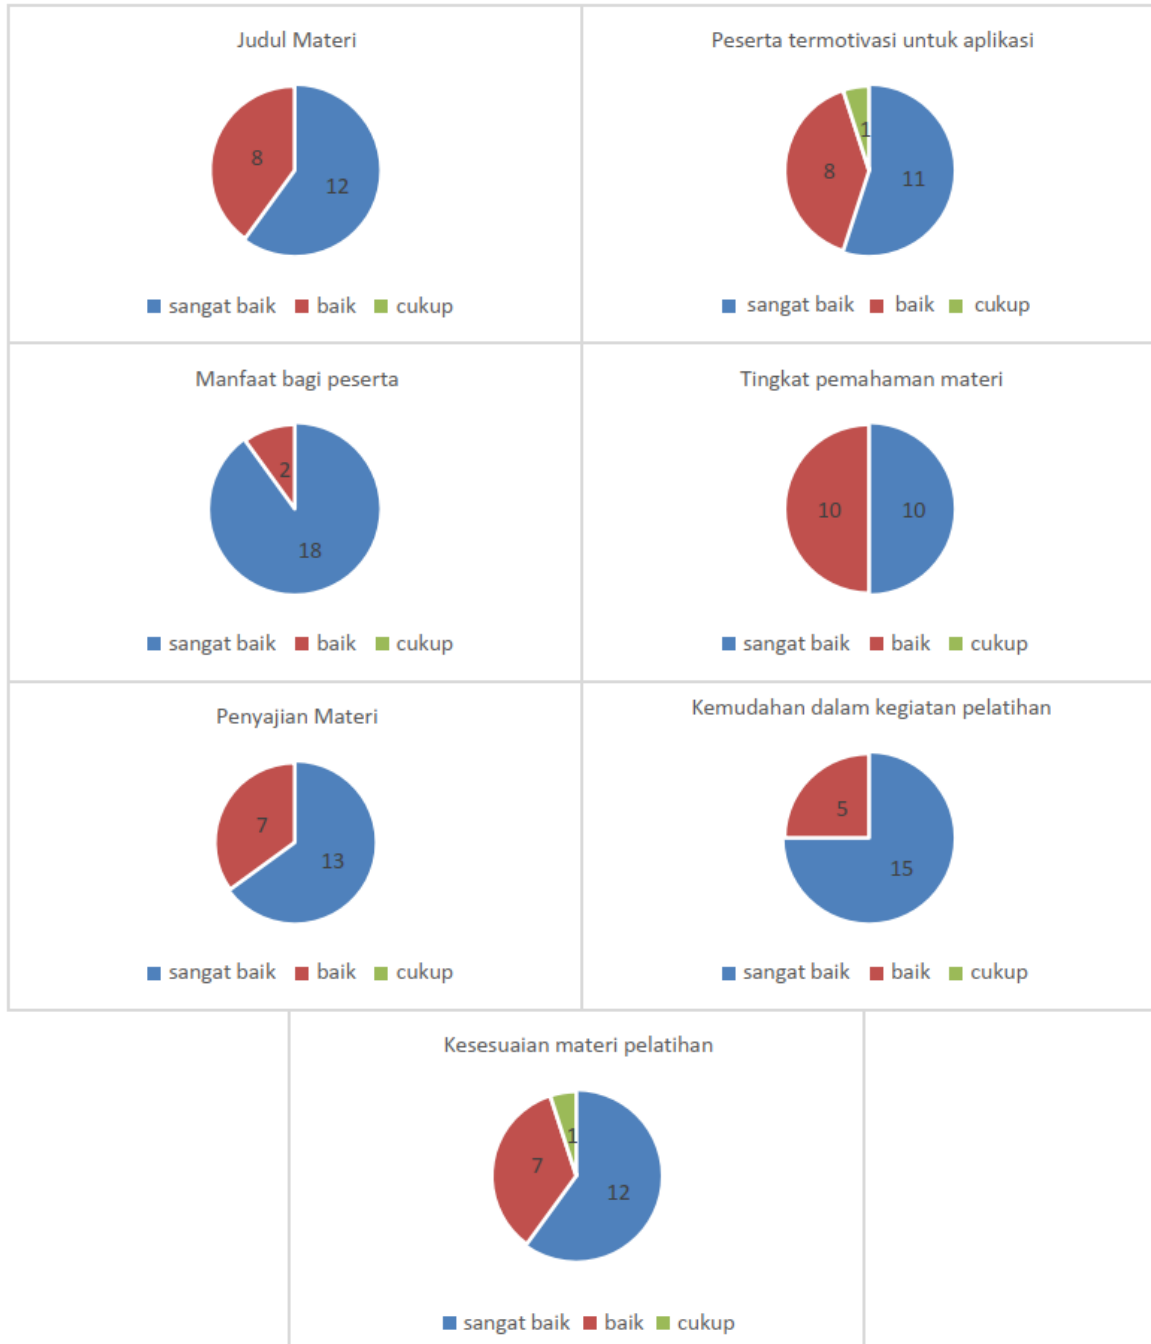 Judul Materi
8
12
sangat baik baik cukup
Peserta termotivasi untuk aplikasi
1
8
11
sangat baik baik cukup
Manfaat bagi peserta
2
18
sangat baik baik cukup
Tingkat pemahaman materi
10 10
sangat baik baik cukup
Penyajian Materi
7
13
sangat baik baik cukup
Kemudahan dalam kegiatan pelatihan
5
15
sangat baik baik cukup
Kesesuaian materi pelatihan
1
7
12
sangat baik baik cukup